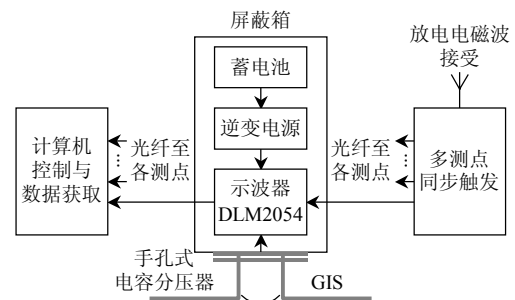 屏蔽箱
放电电磁波
接受
蓄电池
逆变电源
计算机
控制与
数据获取
光纤至
各测点
示波器
DLM2054
光纤至
各测点
多测点
同步触发
手孔式
电容分压器
GIS